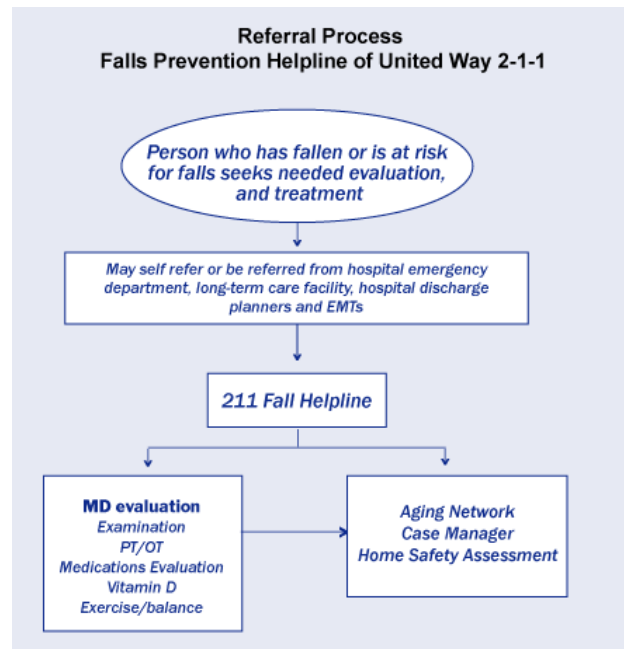 Referral Process
Falls Prevention Helpline of United Way 2-1-1
Person who has fallen or is at risk
for falls seeks needed evaluation,
and treatment
May self refer or be referred from hospital emergency
department, long-term care facility, hospital discharge
planners and EMTs
211 Fall Helpline
MD evaluation
Examination
PT/OT
Medications Evaluation
Vitamin D
Exercise/balance
Aging Network
Case Manager
Home Safety Assessment